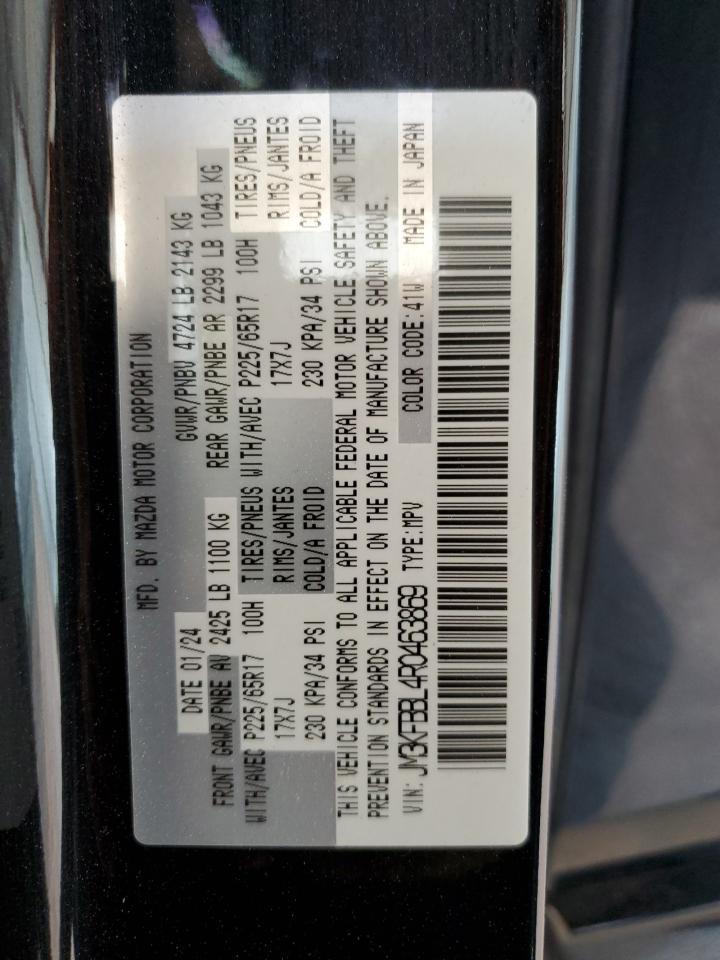 MFD. BY MAZDA MOTOR CORPORATION
DATE 01/24 GVWR/PNBV 4724 LB 2143 KG
FRONT GAWR/PNBE AV 2425 LB 1100 KG REAR GAWR/PNBE AR 2299 LB 1043 KG
WITH/AVEC P225/65R17 100H TIRES/PNEUS WITH/AVEC P225/65R17 100H TIRES/PNEUS
17X7J RIMS/JANTES 17X7J RIMS/JANTES
230 KPA/34 PSI COLD/A FROID 230 KPA/34 PSI COLD/A FROID
THIS VEHICLE CONFORMS TO ALL APPLICABLE FEDERAL MOTOR VEHICLE SAFETY AND THEFT
PREVENTION STANDARDS IN EFFECT ON THE DATE OF MANUFACTURE SHOWN ABOVE.
VIN: JM3KFBBL4R0463869 TYPE:MPV COLOR CODE:41W MADE IN JAPAN